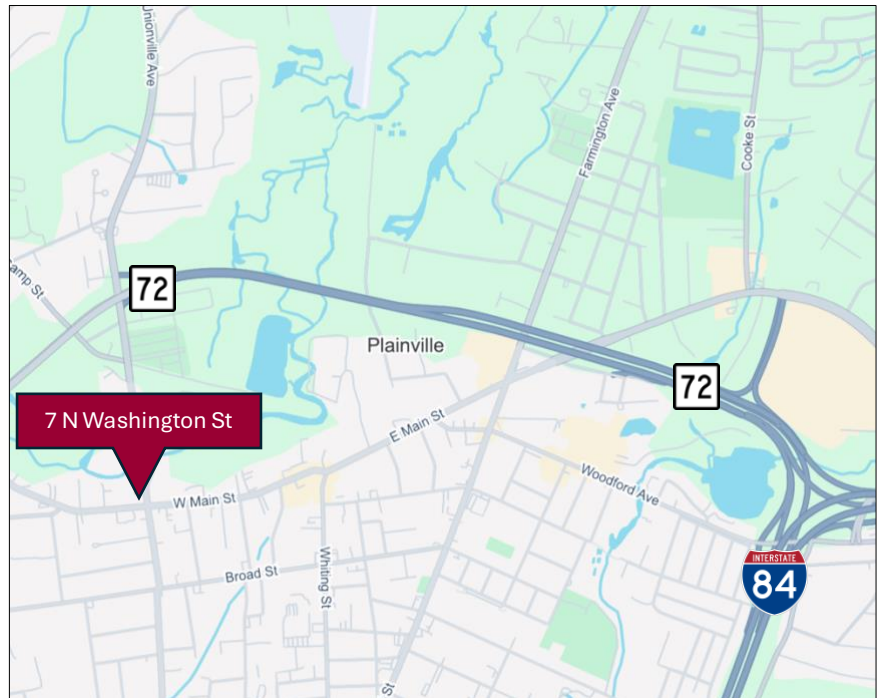 Unionville Ave
Farmington Ave
Cooke St
Camp St
72
Plainville
72
7 N Washington St
E Main St
W Main St
Woodford Ave
Whiting St
Broad St
INTERSTATE
84
St